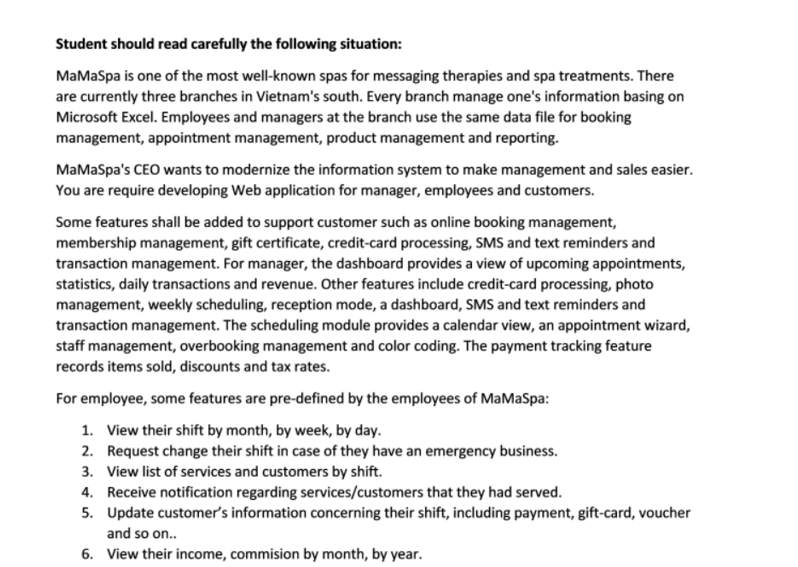 Student should read carefully the following situation:
MaMaSpa is one of the most well-known spas for messaging therapies and spa treatments. There
are currently three branches in Vietnam's south. Every branch manage one's information basing on
Microsoft Excel. Employees and managers at the branch use the same data file for booking
management, appointment management, product management and reporting.
MaMaSpa's CEO wants to modernize the information system to make management and sales easier.
You are require developing Web application for manager, employees and customers.
Some features shall be added to support customer such as online booking management,
membership management, gift certificate, credit-card processing, SMS and text reminders and
transaction management. For manager, the dashboard provides a view of upcoming appointments,
statistics, daily transactions and revenue. Other features include credit-card processing, photo
management, weekly scheduling, reception mode, a dashboard, SMS and text reminders and
transaction management. The scheduling module provides a calendar view, an appointment wizard,
staff management, overbooking management and color coding. The payment tracking feature
records items sold, discounts and tax rates.
For employee, some features are pre-defined by the employees of MaMaSpa:
1. View their shift by month, by week, by day.
2. Request change their shift in case of they have an emergency business.
3. View list of services and customers by shift.
4. Receive notification regarding services/customers that they had served.
5. Update customer's information concerning their shift, including payment, gift-card, voucher
and so on..
6. View their income, commision by month, by year.